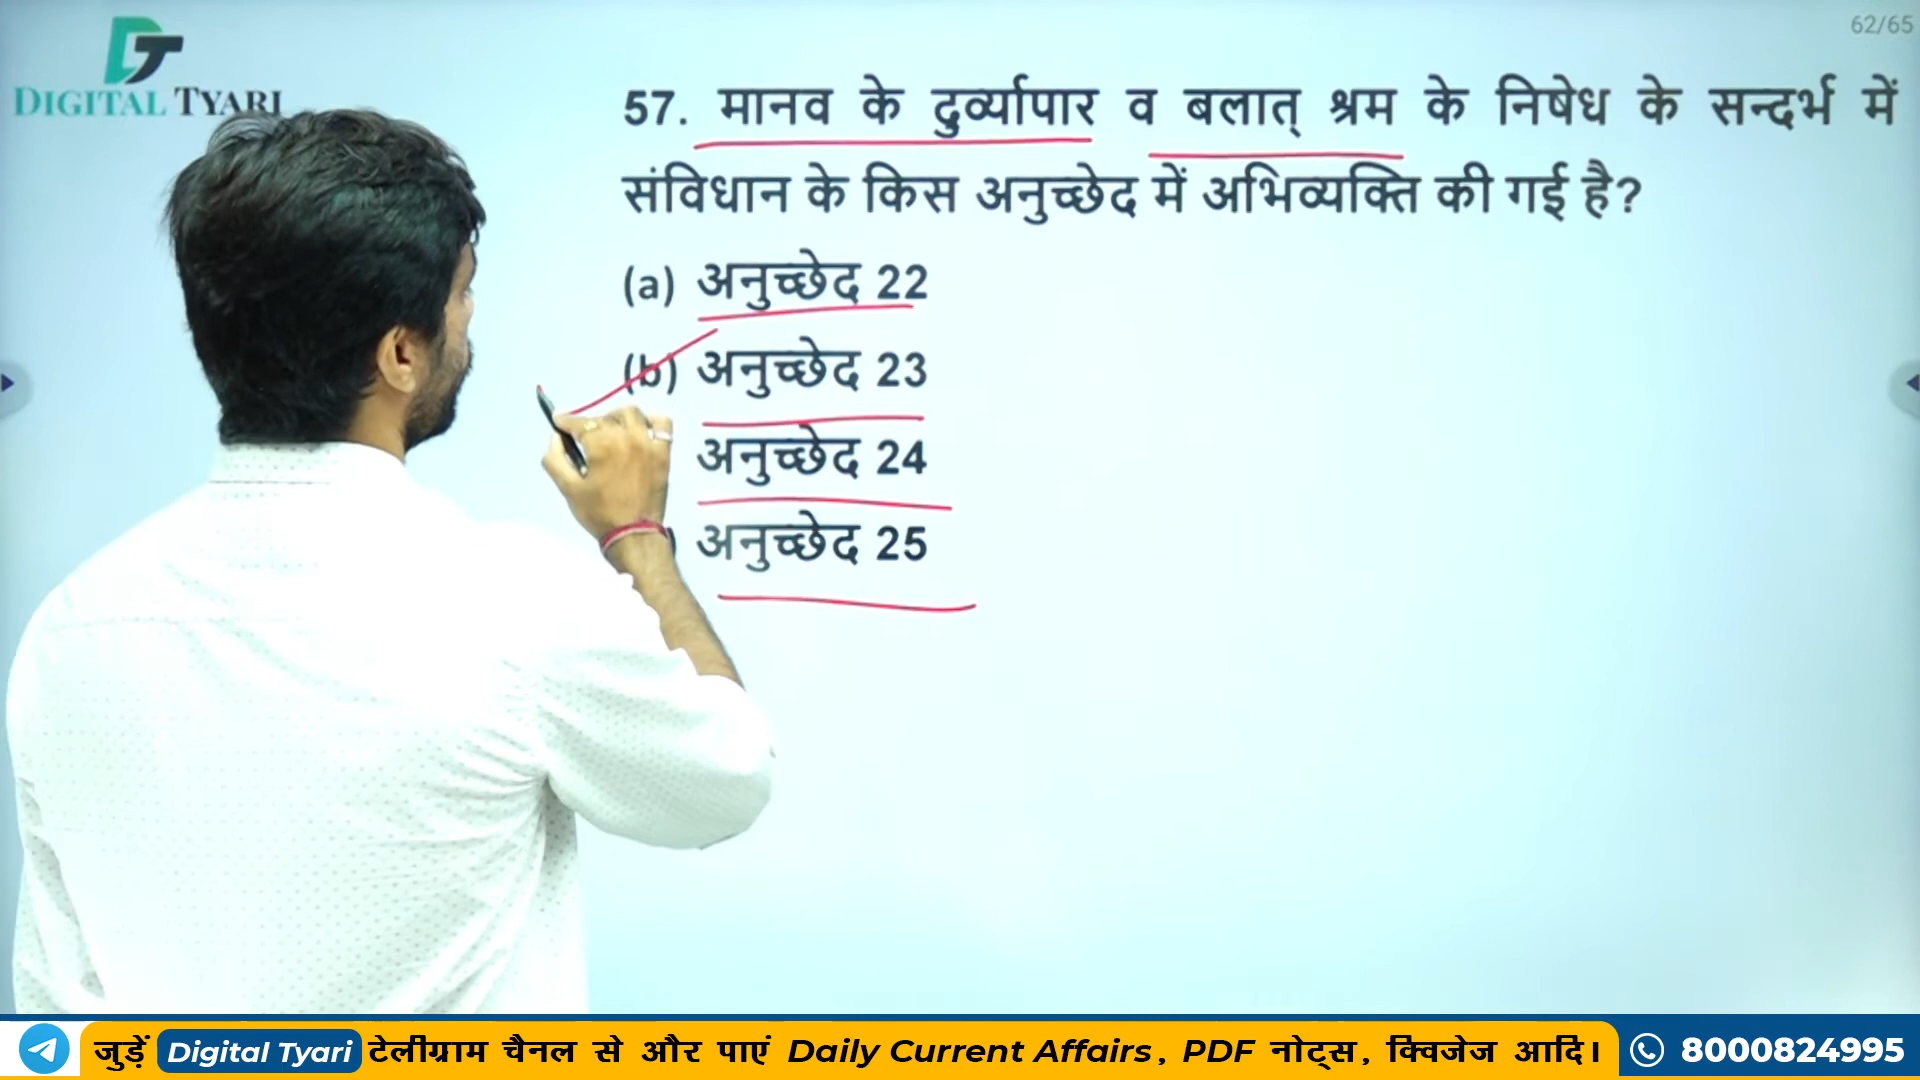 62/65
DIGITAL TYARI
57. मानव के दुर्व्यापार व बलात् श्रम के निषेध के सन्दर्भ में
संविधान के किस अनुच्छेद में अभिव्यक्ति की गई है?
(a) अनुच्छेद 22
(b) अनुच्छेद 23
अनुच्छेद 24
) अनुच्छेद 25
जुड़ें Digital Tyari टेलीग्राम चैनल से और पाएं Daily Current Affairs, PDF नोट्स, क्विजेज आदि। 8000824995